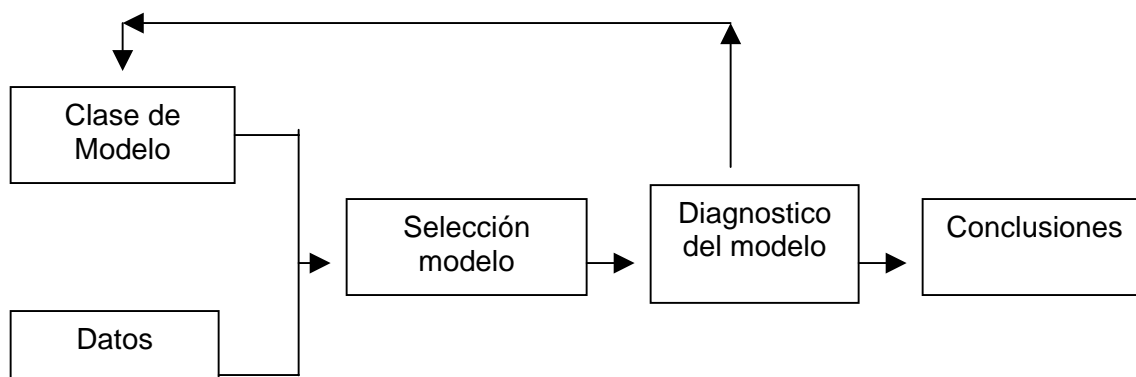 Clase de
Modelo
Selección
modelo
Diagnostico
del modelo
Conclusiones
Datos